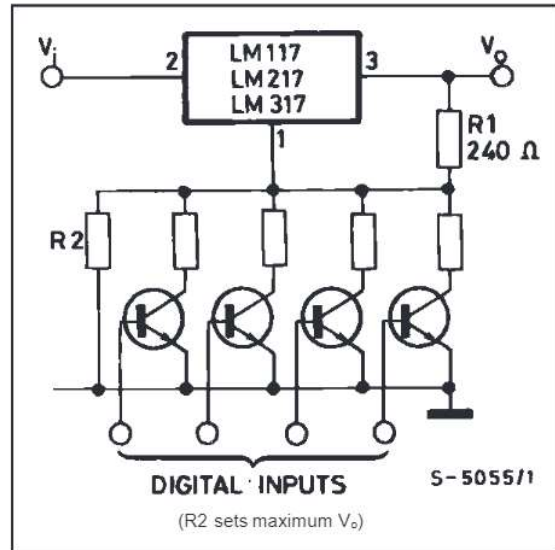 Vi
2
LM117
LM217
LM317
3
Vo
1
R1
240 Ω
R2
DIGITAL INPUTS
S-5055/1
(R2 sets maximum Vo)